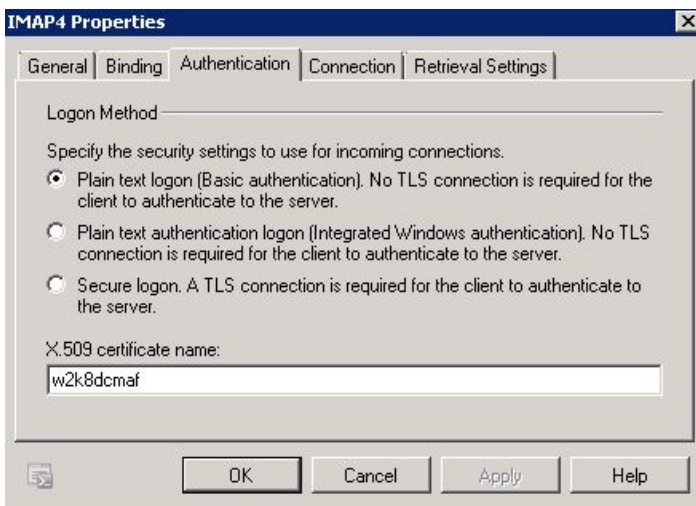 IMAP4 Properties
General Binding Authentication Connection Retrieval Settings
Logon Method
Specify the security settings to use for incoming connections.
Plain text logon (Basic authentication). No TLS connection is required for the
client to authenticate to the server.
Plain text authentication logon (Integrated Windows authentication). No TLS
connection is required for the client to authenticate to the server.
Secure logon. A TLS connection is required for the client to authenticate to
the server.
X.509 certificate name:
w2k8dcmaf
OK Cancel Apply Help